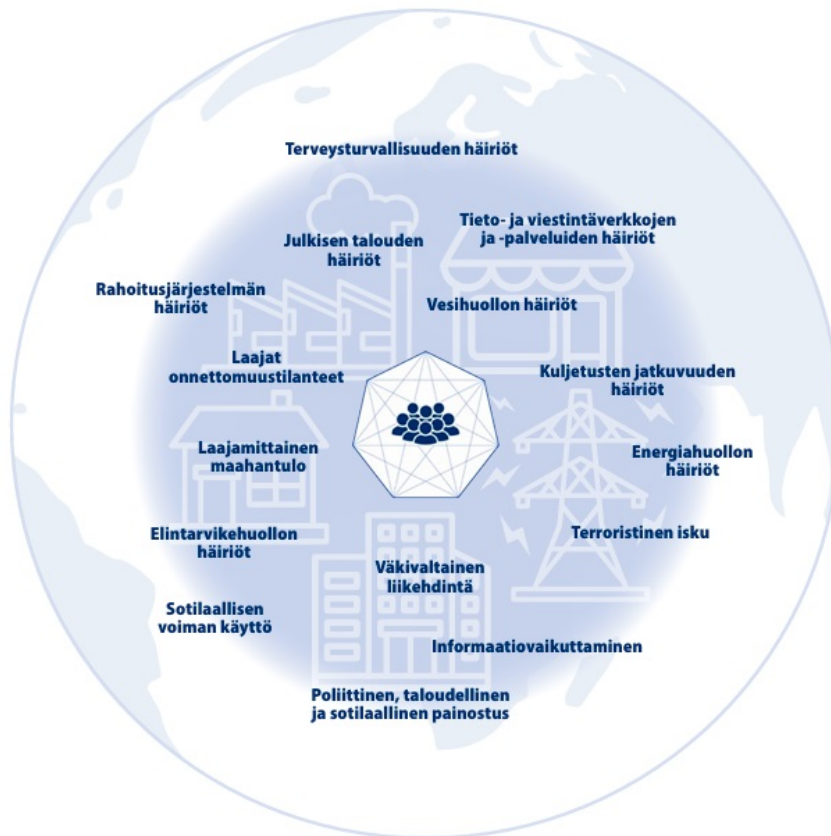 Terveysturvallisuuden häiriöt
Tieto- ja viestintäverkkojen
ja -palveluiden häiriöt
Julkisen talouden
häiriöt
Rahoitusjärjestelmän
häiriöt
Vesihuollon häiriöt
Laajat
onnettomuustilanteet
Kuljetusten jatkuvuuden
häiriöt
Laajamittainen
maahantulo
Energiahuollon
häiriöt
Elintarvikehuollon
häiriöt
Terroristinen isku
Väkivaltainen
liikehdintä
Sotilaallisen
voiman käyttö
Informaatiovaikuttaminen
Poliittinen, taloudellinen
ja sotilaallinen painostus